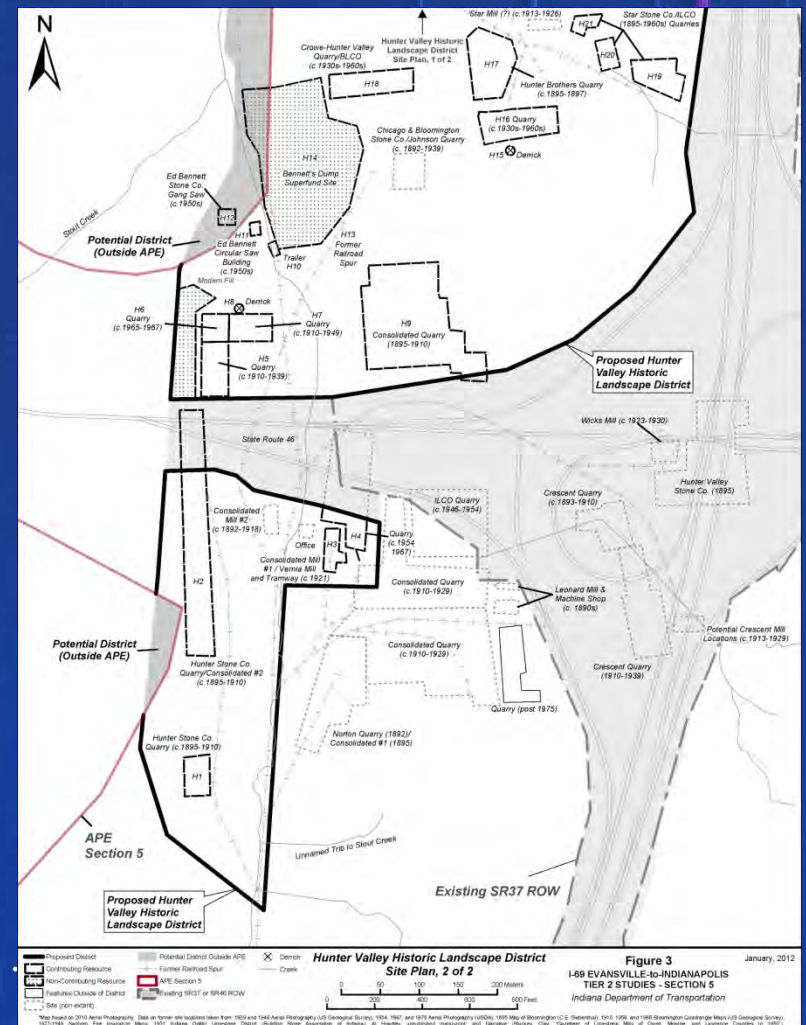 N
Star Mill (?) (c.1913-1926)
Hunter Valley Historic
Landscape District
Site Plan, 1 of 2
Crowe-Hunter Valley
Quarry/BLCO
(c.1930s-1960s)
H18
H17
H21
Star Stone Co./ILCO
(1895-1960s) Quarries
H20
H19
Hunter Brothers Quarry
(c.1895-1897)
H16 Quarry
(c.1930s-1960s)
H15
Derrick
Chicago & Bloomington
Stone Co./Johnson Quarry
(c. 1892-1939)
H14
Bennett's Dump
Superfund Site
Ed Bennett
Stone Co.
Gang Saw
(c.1950s)
H12
Stout Creek
Potential District
(Outside APE)
H11
Ed Bennett
Circular Saw
Building
(c.1950s)
Trailer
H10
H13
Former
Railroad
Spur
Modern Fill
H8
Derrick
H6
Quarry
(c.1965-1967)
H7
Quarry
(c.1910-1949)
H5
Quarry
(c.1910-1939)
H9
Consolidated Quarry
(1895-1910)
Proposed Hunter
Valley Historic
Landscape District
State Route 46
Wicks Mill (c.1923-1930)
Hunter Valley
Stone Co. (1895)
Crescent Quarry
(c.1893-1910)
ILCO Quarry
(c.1946-1954)
Consolidated
Mill #2
(c.1892-1918)
Office
H3
H4
Quarry
(c.1954
1967)
Consolidated Mill
#1 / Vernia Mill
and Tramway (c.1921)
Consolidated Quarry
(c.1910-1929)
Leonard Mill &
Machine Shop
(c. 1890s)
H2
Potential District
(Outside APE)
Hunter Stone Co.
Quarry/Consolidated #2
(c.1895-1910)
Consolidated Quarry
(c.1910-1929)
Potential Crescent Mill
Locations (c.1913-1929)
Crescent Quarry
(1910-1939)
Quarry (post 1975)
Hunter Stone Co.
Quarry (c.1895-1910)
H1
Norton Quarry (1892)/
Consolidated #1 (1895)
APE
Section 5
Unnamed Trib to Stout Creek
Existing SR37 ROW
Proposed Hunter
Valley Historic
Landscape District
Proposed District
Contributing Resource
Non-Contributing Resource
Features Outside of District
Site (non extant)
Potential District Outside APE
Former Railroad Spur
APE Section 5
Existing SR37 or SR46 ROW
Derrick
Creek
Hunter Valley Historic Landscape District
Site Plan, 2 of 2
0 50 100 200 Meters
0 200 400 600 Feet
Figure 3
January, 2012
I-69 EVANSVILLE-to-INDIANAPOLIS
TIER 2 STUDIES - SECTION 5
Indiana Department of Transportation